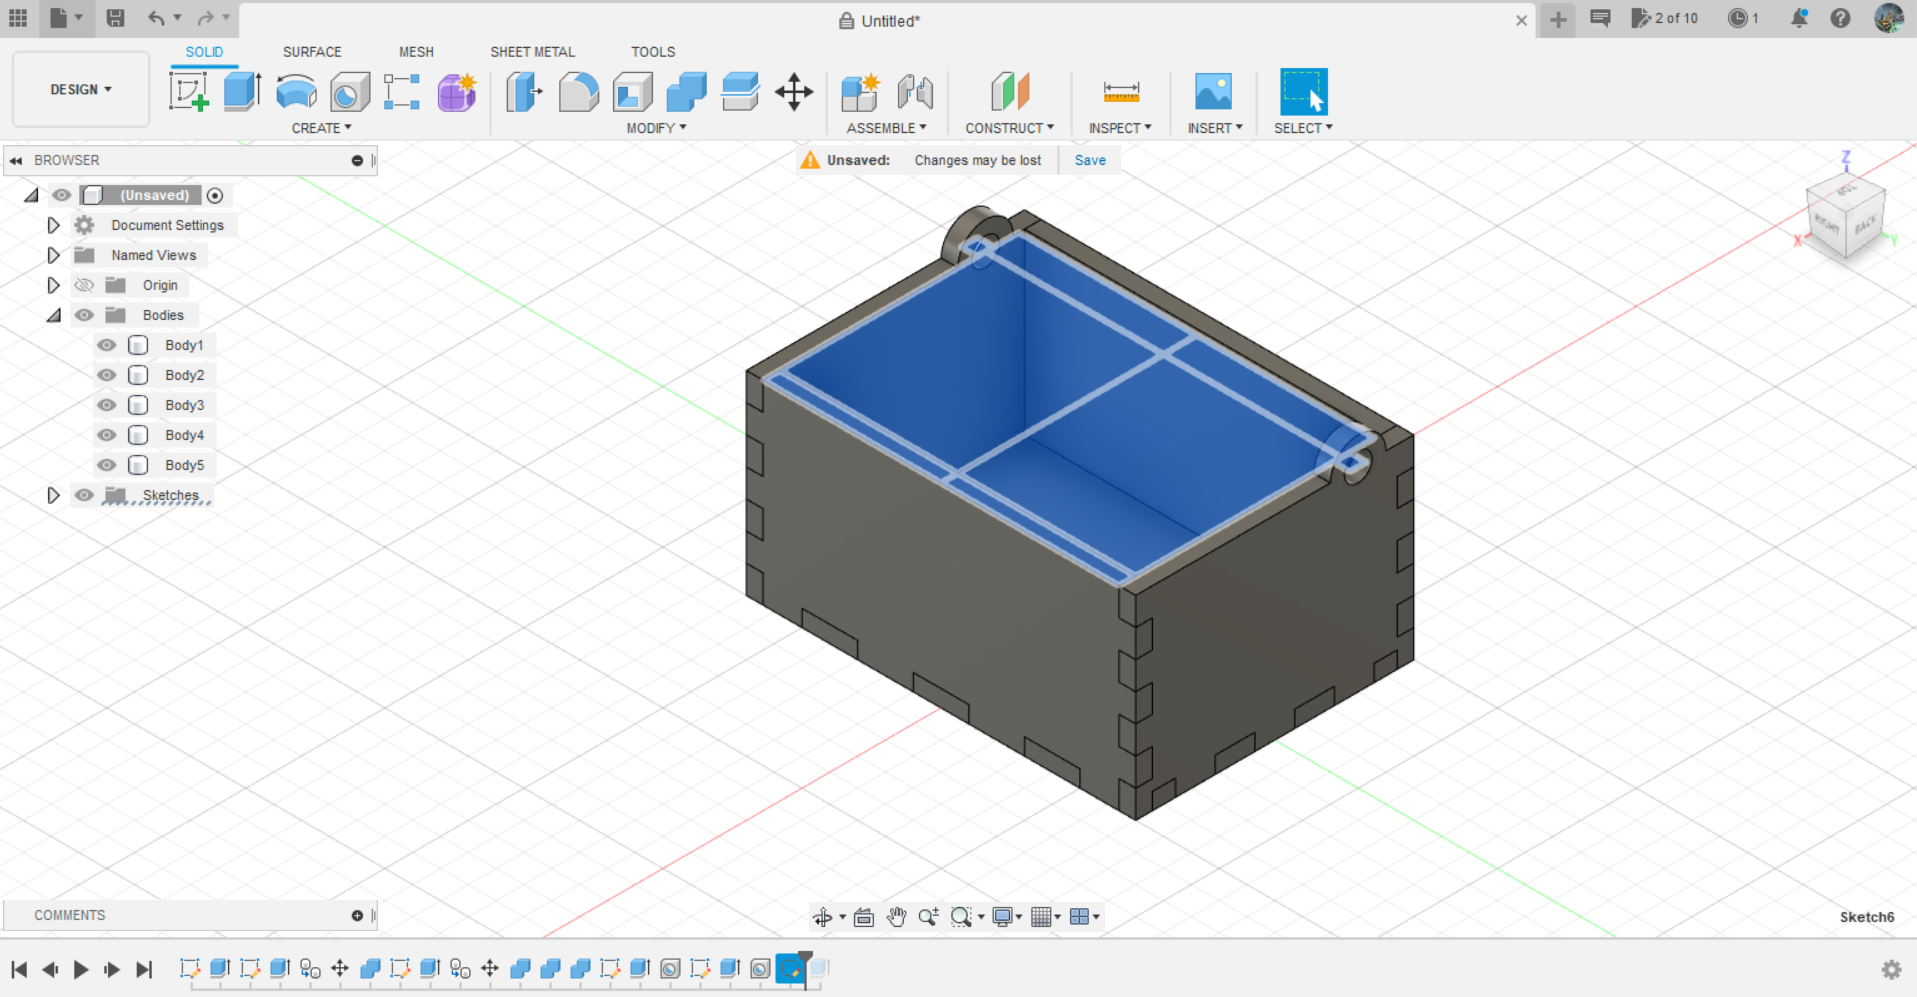 Untitled*
2 of 10
1
DESIGN
SOLID
SURFACE
MESH
SHEET METAL
TOOLS
CREATE
MODIFY
ASSEMBLE
CONSTRUCT
INSPECT
INSERT
SELECT
BROWSER
Unsaved: Changes may be lost Save
(Unsaved)
Document Settings
Named Views
Origin
Bodies
Body1
Body2
Body3
Body4
Body5
Sketches
Z
TOP
RIGHT
BACK
X
Y
COMMENTS
Sketch6